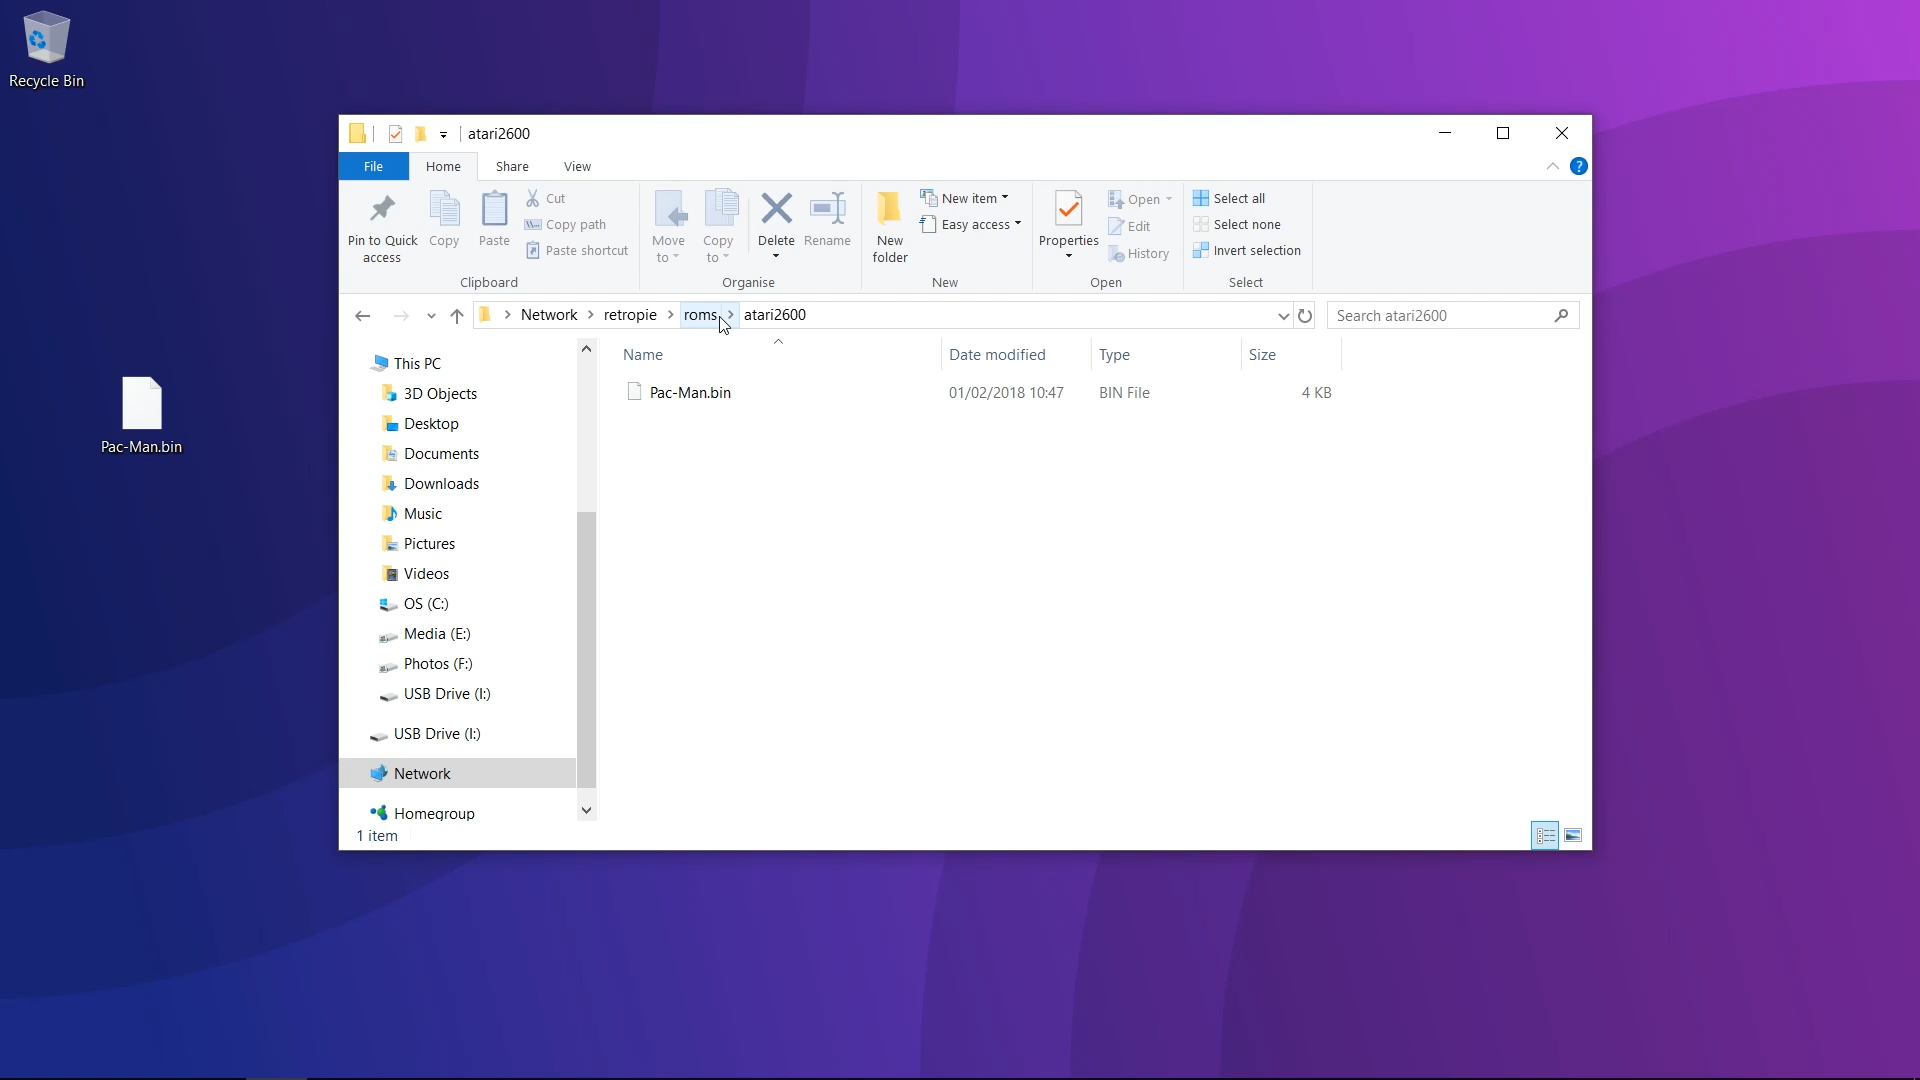 Recycle Bin
Pac-Man.bin
atari2600
File Home Share View
Pin to Quick access
Copy
Paste
Cut
Copy path
Paste shortcut
Clipboard
Move to
Copy to
Delete
Rename
Organise
New folder
New item
Easy access
New
Properties
Open
Edit
History
Open
Select all
Select none
Invert selection
Select
Network > retropie > roms > atari2600
Search atari2600
This PC
3D Objects
Desktop
Documents
Downloads
Music
Pictures
Videos
OS (C:)
Media (E:)
Photos (F:)
USB Drive (I:)
USB Drive (I:)
Network
Homegroup
Name Date modified Type Size
Pac-Man.bin 01/02/2018 10:47 BIN File 4 KB
1 item